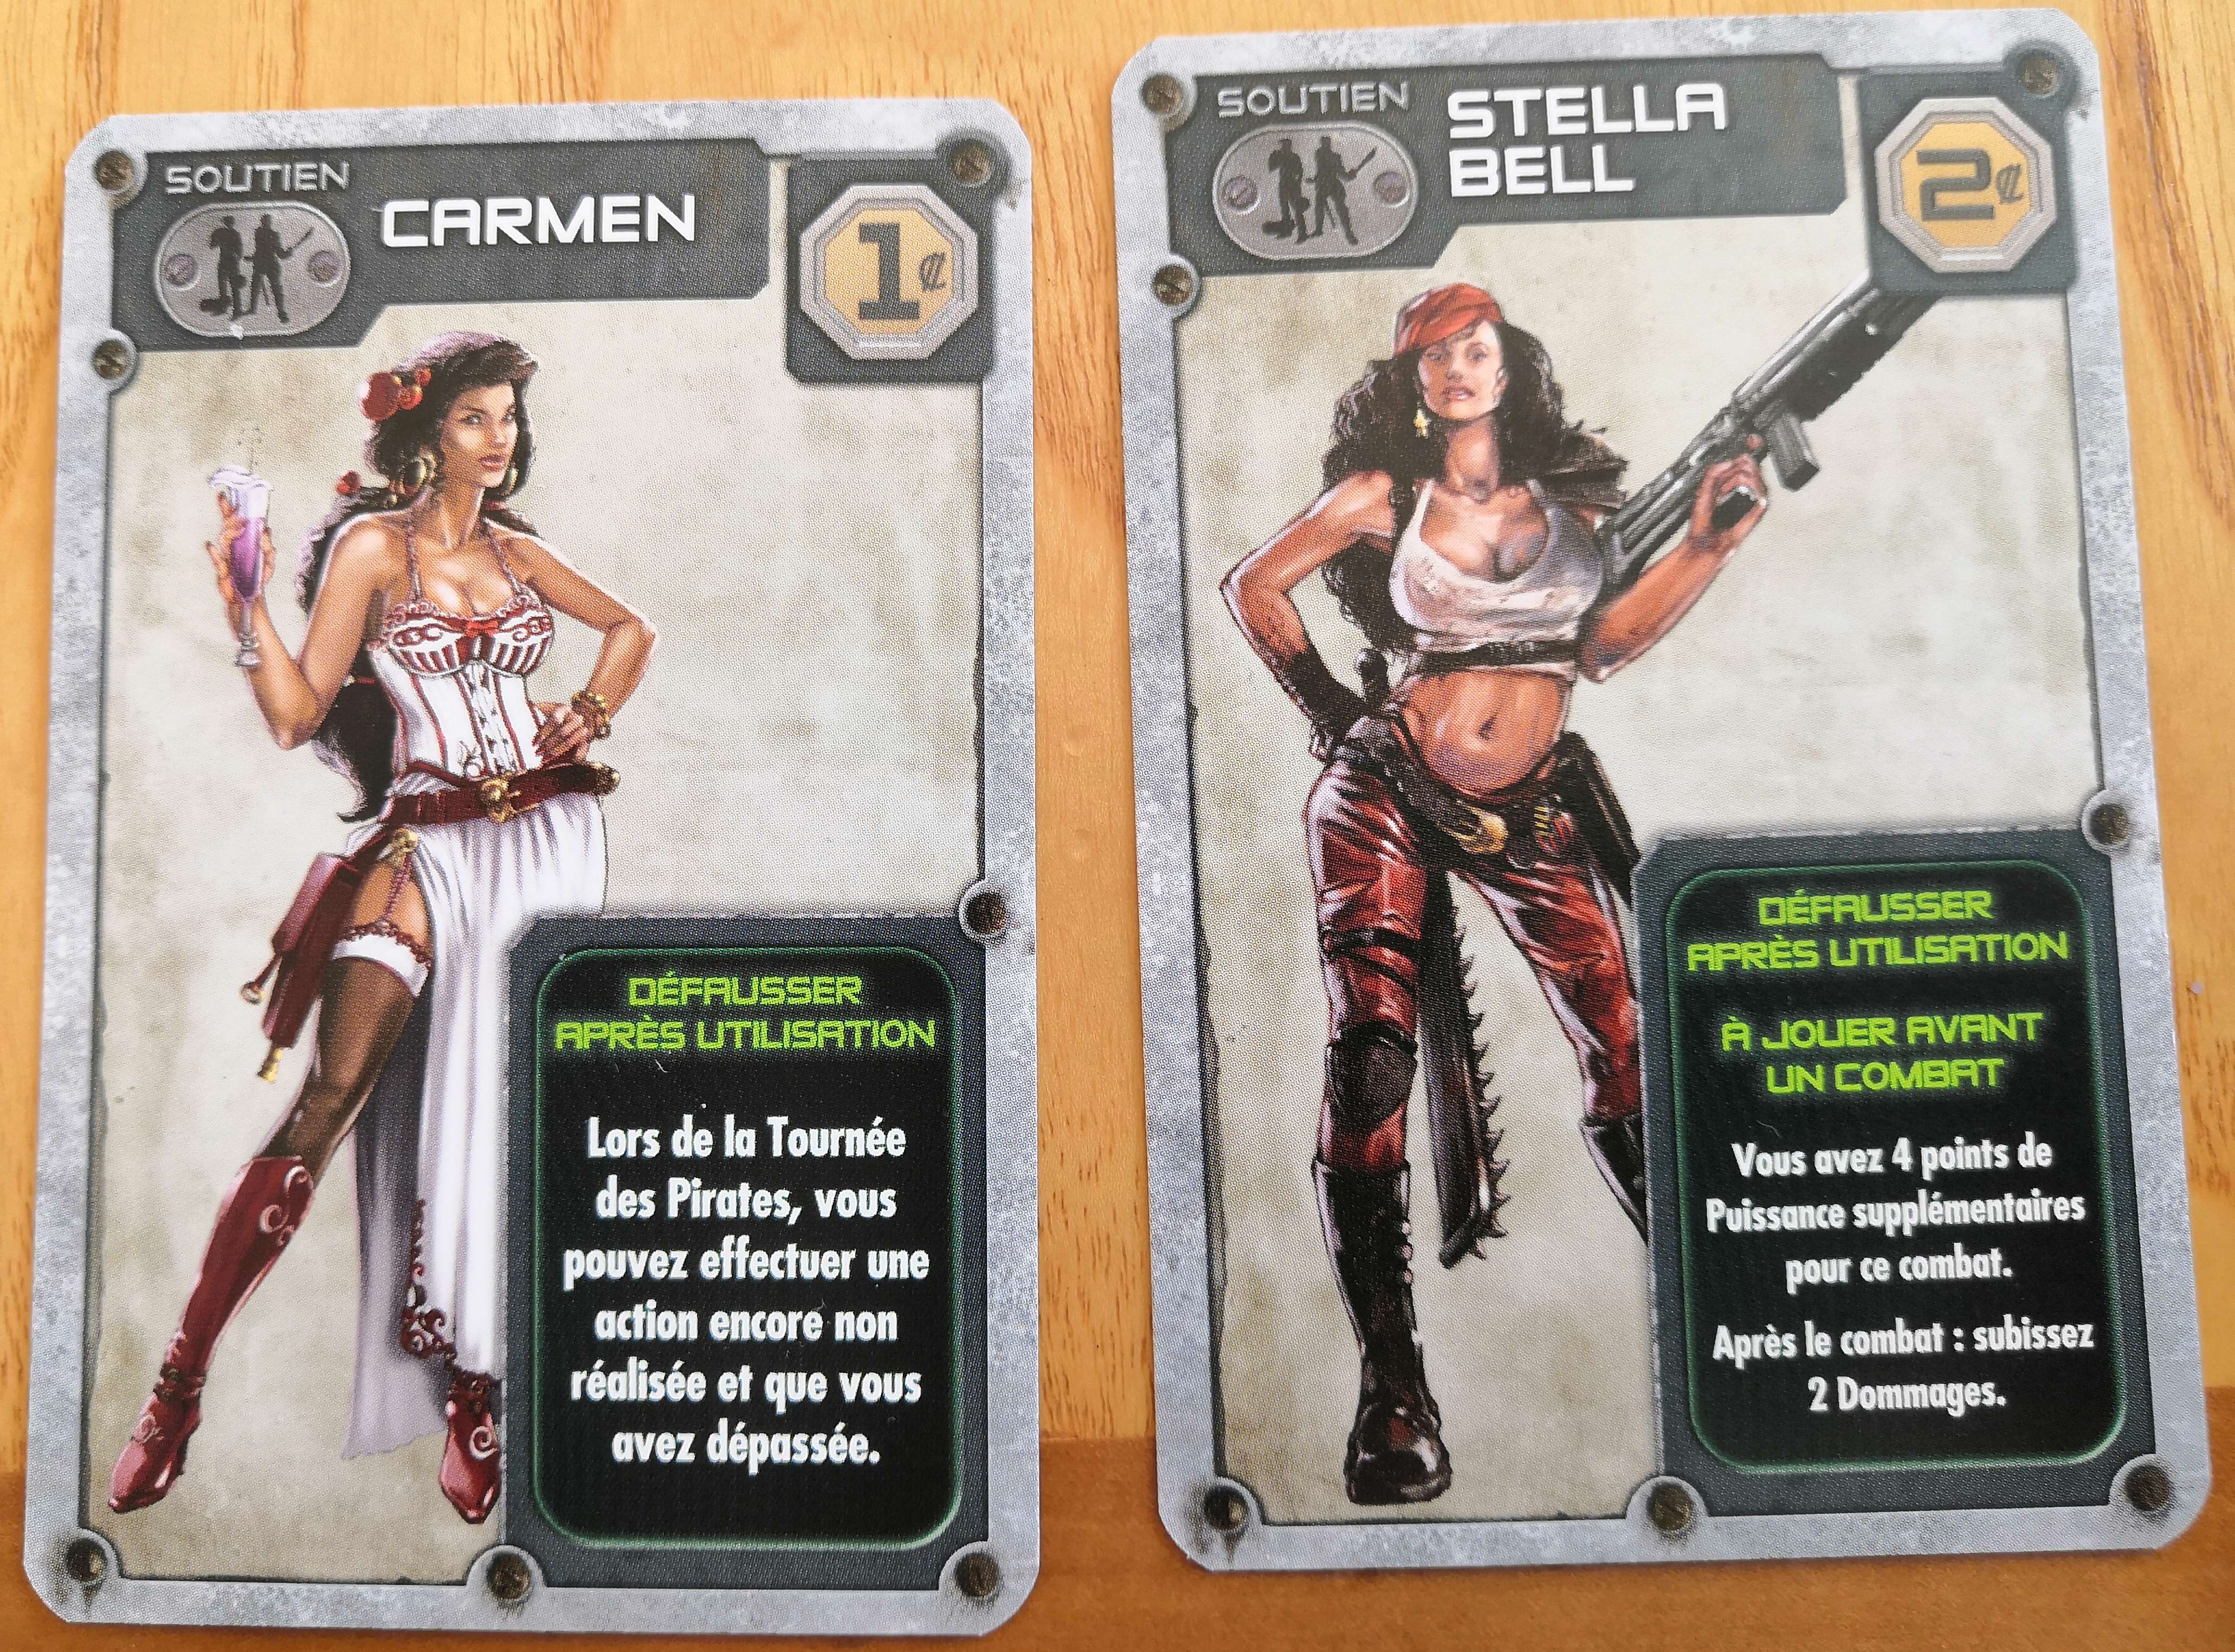 SOUTIEN
CARMEN
1₡
DÉFAUSSER
APRÈS UTILISATION
Lors de la Tournée
des Pirates, vous
pouvez effectuer une
action encore non
réalisée et que vous
avez dépassée.
SOUTIEN
STELLA
BELL
2₡
DÉFAUSSER
APRÈS UTILISATION
À JOUER AVANT
UN COMBAT
Vous avez 4 points de
Puissance supplémentaires
pour ce combat.
Après le combat : subissez
2 Dommages.